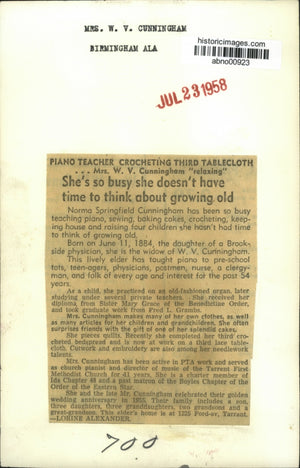 MRS. W. V. CUNNINGHAM
BIRMINGHAM ALA
historicimages.com
abno00923
JUL 23 1958
PIANO TEACHER CROCHETING THIRD TABLECLOTH
. . . Mrs. W. V. Cunningham "relaxing"
She's so busy she doesn't have
time to think about growing old
Norma Springfield Cunningham has been so busy
teaching piano, sewing, baking cakes, crocheting, keep-
ing house and raising four children she hasn't had time
to think of growing old.
Born on June 11, 1884, the daughter of a Brook-
side physician, she is the widow of W. V. Cunningham.
This lively elder has taught piano to pre-school
tots, teen-agers, physicians, postmen, nurse, a clergy-
man, and folk of every age and interest for the past 54
years.
As a child, she practiced on an old-fashioned organ, later
studying under several private teachers. She received her
diploma from Sister Mary Grace of the Benedictine Order,
and took graduate work from Fred L. Grambs.
Mrs. Cunningham makes many of her own clothes, as well
as many articles for her children and grandchildren. She often
surprises friends with the gift of one of her splendid cakes.
She pieces quilts. Recently she completed her third cro-
cheted bedspread and is now at work on a third lace table-
cloth. Cutwork and embroidery are also among her needlework
talents.
Mrs. Cunningham has been active in PTA work and served
as church pianist and director of music of the Tarrant First
Methodist Church for 41 years. She is a charter member of
Ida Chapter 48 and a past matron of the Boyles Chapter of the
Order of the Eastern Star.
She and the late Mr. Cunningham celebrated their golden
wedding anniversary in 1955. Their family includes a son,
three daughters, three granddaughters, two grandsons and a
great-grandson. This elder's home is at 1225 Ford-av, Tarrant.
—LORINE ALEXANDER.
700